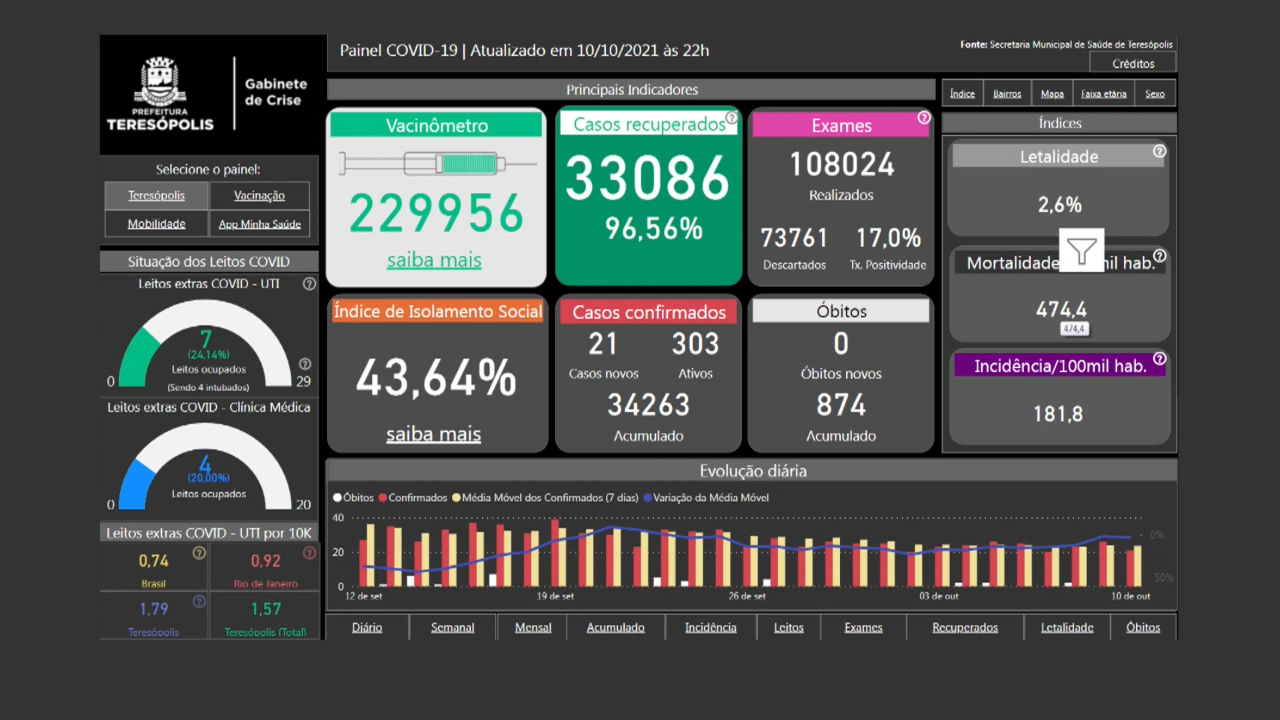 PREFEITURA
TERESÓPOLIS
Gabinete
de Crise
Painel COVID-19 | Atualizado em 10/10/2021 às 22h
Fonte: Secretaria Municipal de Saúde de Teresópolis
Créditos
Selecione o painel:
Teresópolis
Vacinação
Mobilidade
App Minha Saúde
Situação dos Leitos COVID
Leitos extras COVID - UTI
7
(24,14%)
Leitos ocupados
(Sendo 4 intubados)
0
29
Leitos extras COVID - Clínica Médica
4
(20,00%)
Leitos ocupados
0
20
Leitos extras COVID - UTI por 10K
0,74
Brasil
0,92
Rio de Janeiro
1,79
Teresópolis
1,57
Teresópolis (Total)
Principais Indicadores
Vacinômetro
229956
saiba mais
Casos recuperados
33086
96,56%
Exames
108024
Realizados
73761
Descartados
17,0%
Tx. Positividade
Índice de Isolamento Social
43,64%
saiba mais
Casos confirmados
21
Casos novos
303
Ativos
34263
Acumulado
Óbitos
0
Óbitos novos
874
Acumulado
Índice
Bairros
Mapa
Faixa etária
Sexo
Índices
Letalidade
2,6%
Mortalidade
mil hab.
474,4
474,4
Incidência/100mil hab.
181,8
Evolução diária
Óbitos Confirmados Média Móvel dos Confirmados (7 dias) Variação da Média Móvel
40
20
0
0%
50%
12 de set
19 de set
26 de set
03 de out
10 de out
Diário
Semanal
Mensal
Acumulado
Incidência
Leitos
Exames
Recuperados
Letalidade
Óbitos